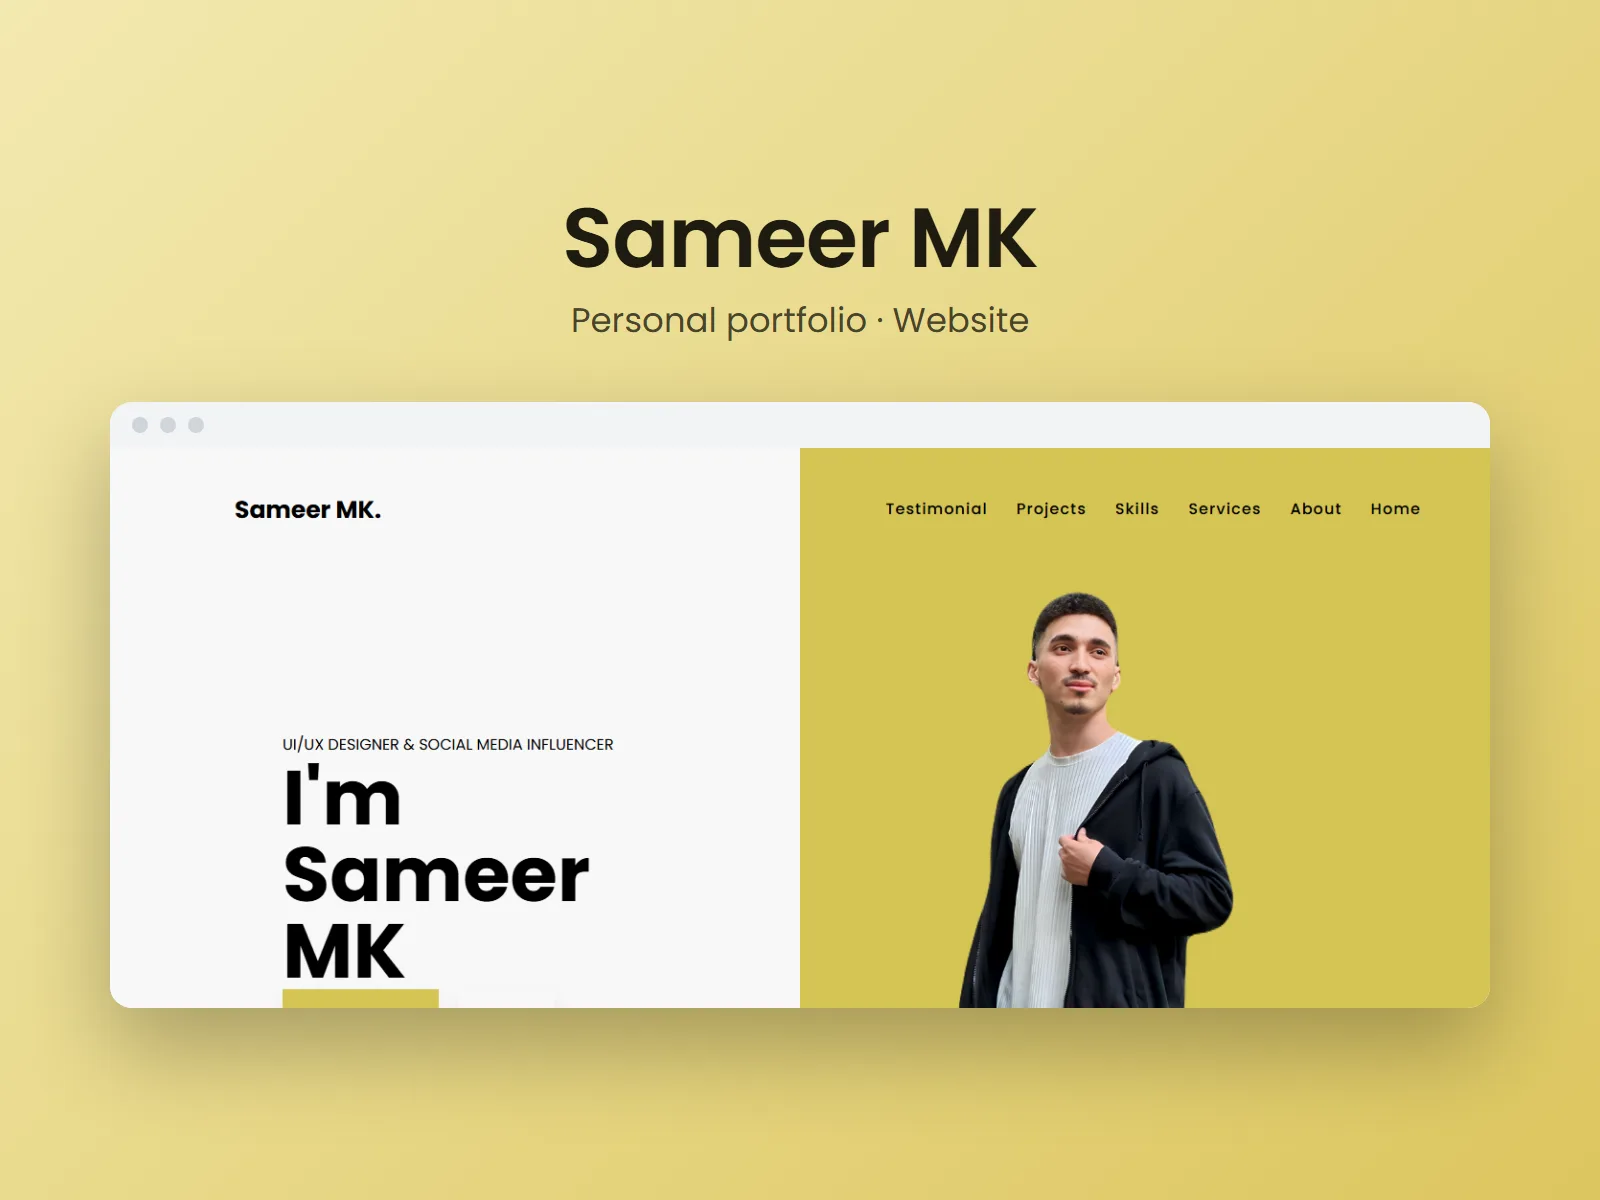 Sameer MK
Personal portfolio · Website
Sameer MK.
Testimonial Projects Skills Services About Home
UI/UX DESIGNER & SOCIAL MEDIA INFLUENCER
I'm
Sameer
MK